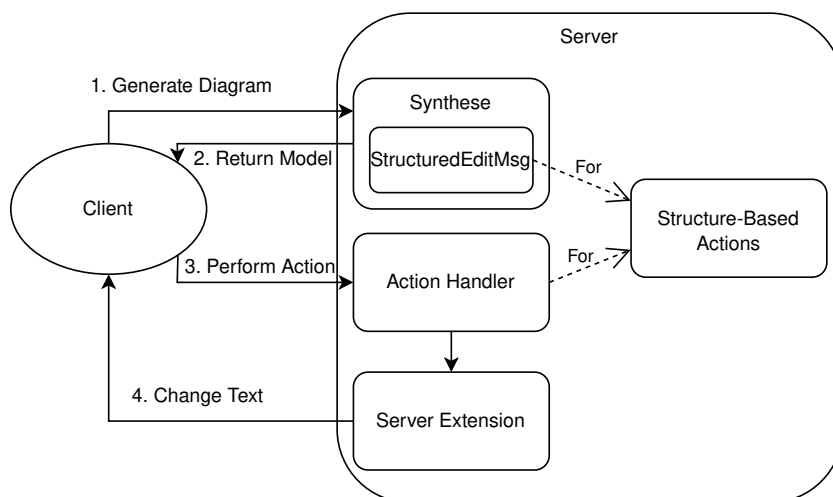 Server
1. Generate Diagram
Synthese
2. Return Model
StructuredEditMsg
For
Client
Structure-Based
Actions
3. Perform Action
Action Handler
For
4. Change Text
Server Extension